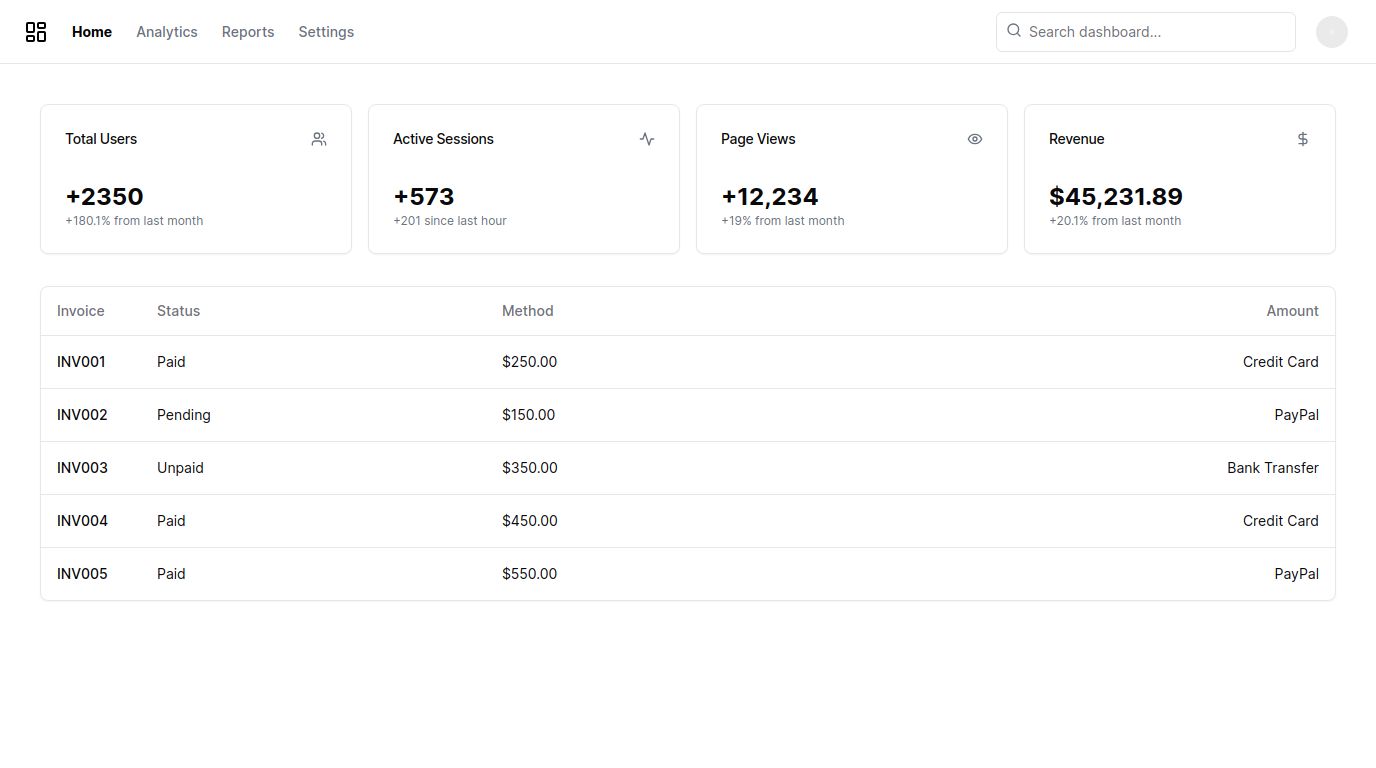 Home Analytics Reports Settings Search dashboard...
Total Users Active Sessions Page Views Revenue
+2350 +573 +12,234 $45,231.89
+180.1% from last month +201 since last hour +19% from last month +20.1% from last month
Invoice Status Method Amount
INV001 Paid $250.00 Credit Card
INV002 Pending $150.00 PayPal
INV003 Unpaid $350.00 Bank Transfer
INV004 Paid $450.00 Credit Card
INV005 Paid $550.00 PayPal